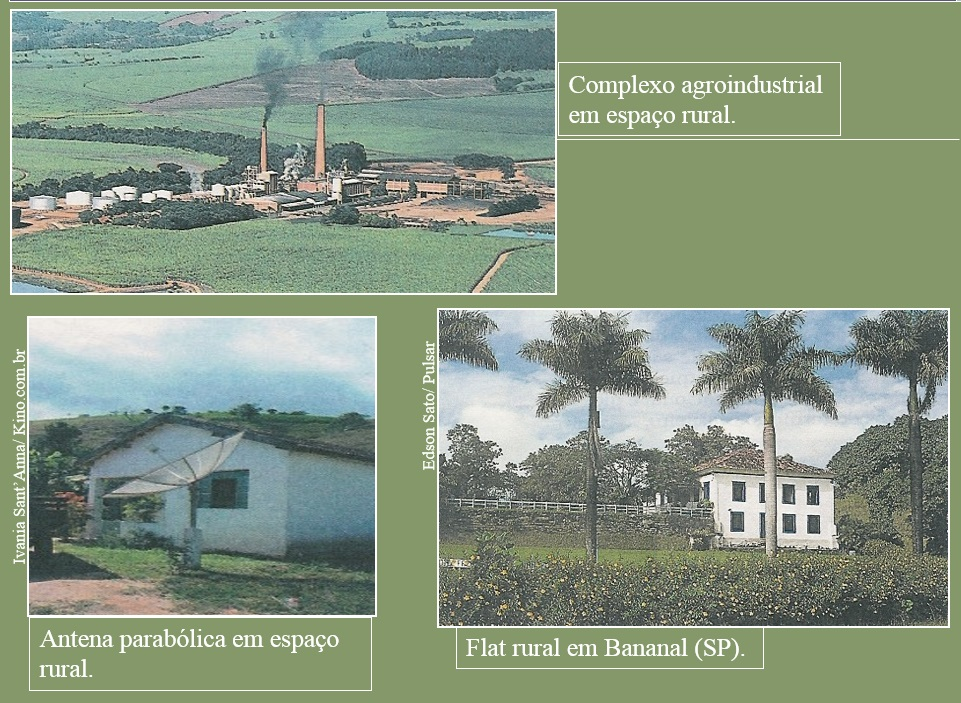 Complexo agroindustrial
em espaço rural.
Ivania Sant'Anna/ Kino.com.br
Edson Sato/ Pulsar
Antena parabólica em espaço
rural.
Flat rural em Bananal (SP).